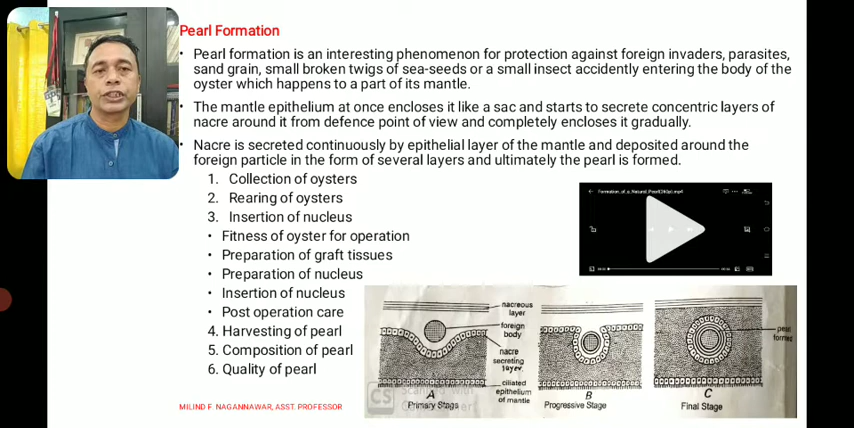 Pearl Formation
• Pearl formation is an interesting phenomenon for protection against foreign invaders, parasites,
sand grain, small broken twigs of sea-seeds or a small insect accidently entering the body of the
oyster which happens to a part of its mantle.
• The mantle epithelium at once encloses it like a sac and starts to secrete concentric layers of
nacre around it from defence point of view and completely encloses it gradually.
• Nacre is secreted continuously by epithelial layer of the mantle and deposited around the
foreign particle in the form of several layers and ultimately the pearl is formed.
1. Collection of oysters
2. Rearing of oysters
3. Insertion of nucleus
• Fitness of oyster for operation
• Preparation of graft tissues
• Preparation of nucleus
• Insertion of nucleus
• Post operation care
4. Harvesting of pearl
5. Composition of pearl
6. Quality of pearl
MILIND F. NAGANNAWAR, ASST. PROFESSOR
nacreous
layer
foreign
body
nacre
secreting
layer
ciliated
epithelium
of mantle
pearl
formed
A
Primary Stage
B
Progressive Stage
C
Final Stage
CS